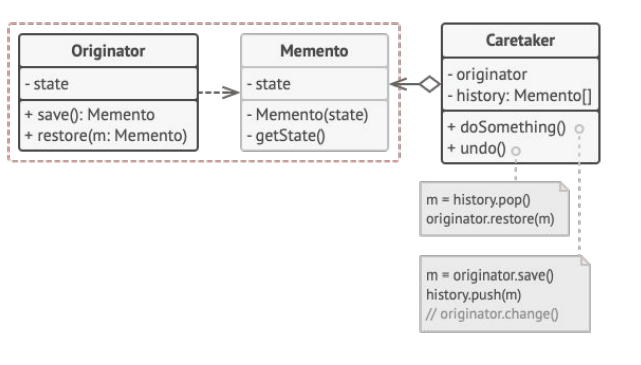 Originator
- state
+ save(): Memento
+ restore(m: Memento)
Memento
- state
- Memento(state)
- getState()
Caretaker
- originator
- history: Memento[]
+ doSomething()
+ undo()
m = history.pop()
originator.restore(m)
m = originator.save()
history.push(m)
// originator.change()